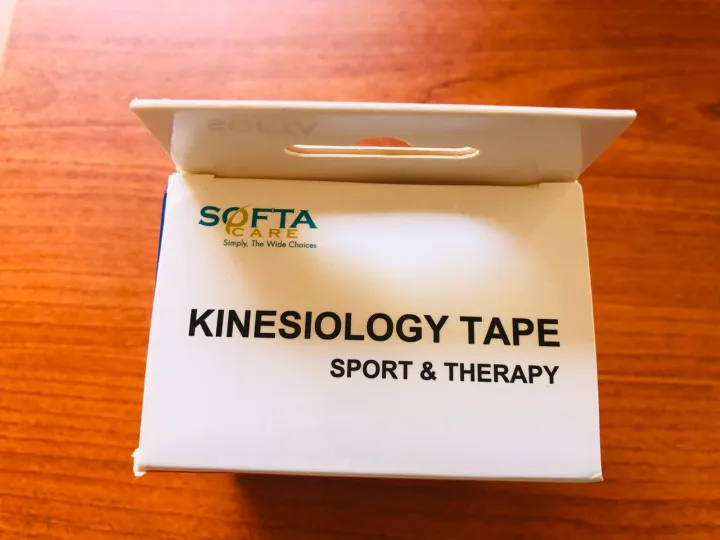 SOFTA
CARE
Simply, The Wide Choices
KINESIOLOGY TAPE
SPORT & THERAPY